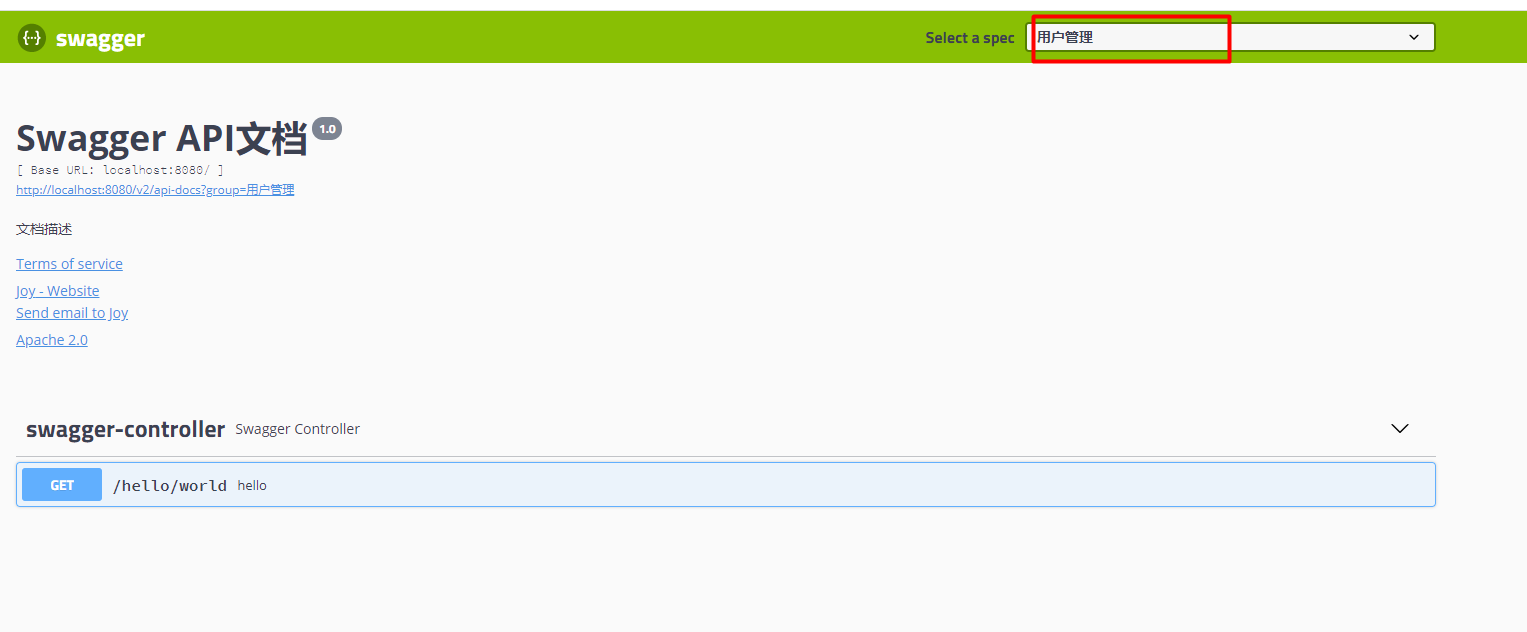 swagger
Select a spec
用户管理
Swagger API文档 1.0
[ Base URL: localhost:8080/ ]
http://localhost:8080/v2/api-docs?group=用户管理
文档描述
Terms of service
Joy - Website
Send email to Joy
Apache 2.0
swagger-controller Swagger Controller
GET /hello/world hello